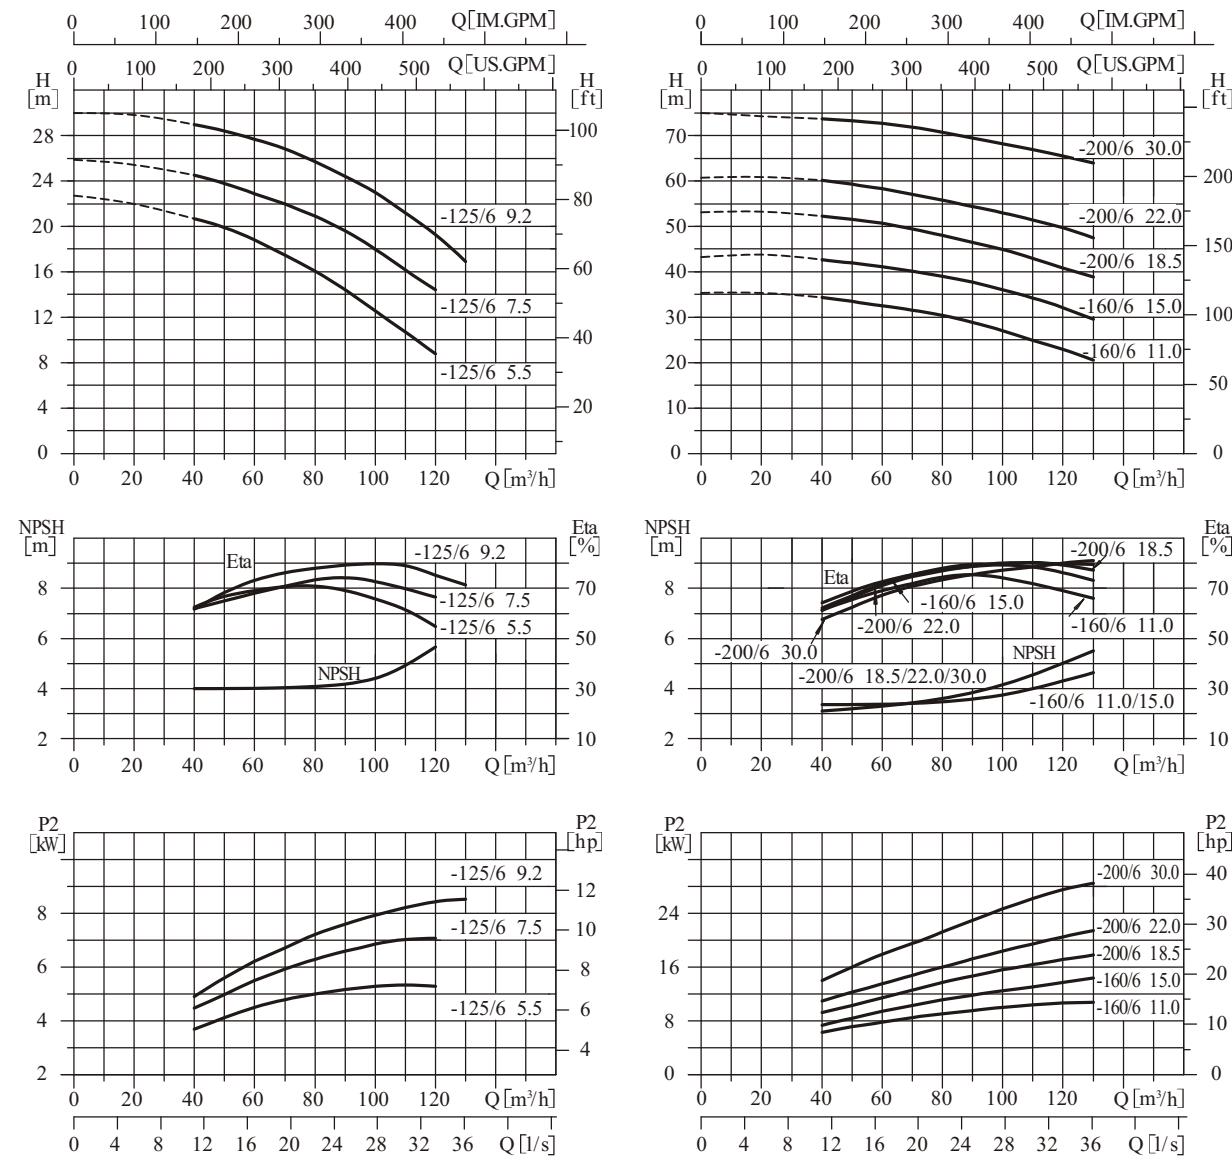 0 100 200 300 400 Q[IM.GPM]
0 100 200 300 400 500 Q[US.GPM]
H
[m]
H
[ft]
28
24
20
16
12
8
4
0
100
80
60
40
20
-125/6 9.2
-125/6 7.5
-125/6 5.5
0 20 40 60 80 100 120 Q[m³/h]
0 100 200 300 400 Q[IM.GPM]
0 100 200 300 400 500 Q[US.GPM]
H
[m]
H
[ft]
70
60
50
40
30
20
10
0
200
150
100
50
0
-200/6 30.0
-200/6 22.0
-200/6 18.5
-160/6 15.0
-160/6 11.0
0 20 40 60 80 100 120 Q[m³/h]
NPSH
[m]
Eta
[%]
8
6
4
2
70
50
30
10
Eta
-125/6 9.2
-125/6 7.5
-125/6 5.5
NPSH
0 20 40 60 80 100 120 Q[m³/h]
NPSH
[m]
Eta
[%]
8
6
4
2
70
50
30
10
-200/6 18.5
Eta
-160/6 15.0
-200/6 22.0
-160/6 11.0
-200/6 30.0
NPSH
-200/6 18.5/22.0/30.0
-160/6 11.0/15.0
0 20 40 60 80 100 120 Q[m³/h]
P2
[kW]
P2
[hp]
8
6
4
2
12
10
8
6
4
-125/6 9.2
-125/6 7.5
-125/6 5.5
0 20 40 60 80 100 120 Q[m³/h]
0 4 8 12 16 20 24 28 32 36 Q[l/s]
P2
[kW]
P2
[hp]
24
16
8
0
40
30
20
10
0
-200/6 30.0
-200/6 22.0
-200/6 18.5
-160/6 15.0
-160/6 11.0
0 20 40 60 80 100 120 Q[m³/h]
0 4 8 12 16 20 24 28 32 36 Q[l/s]